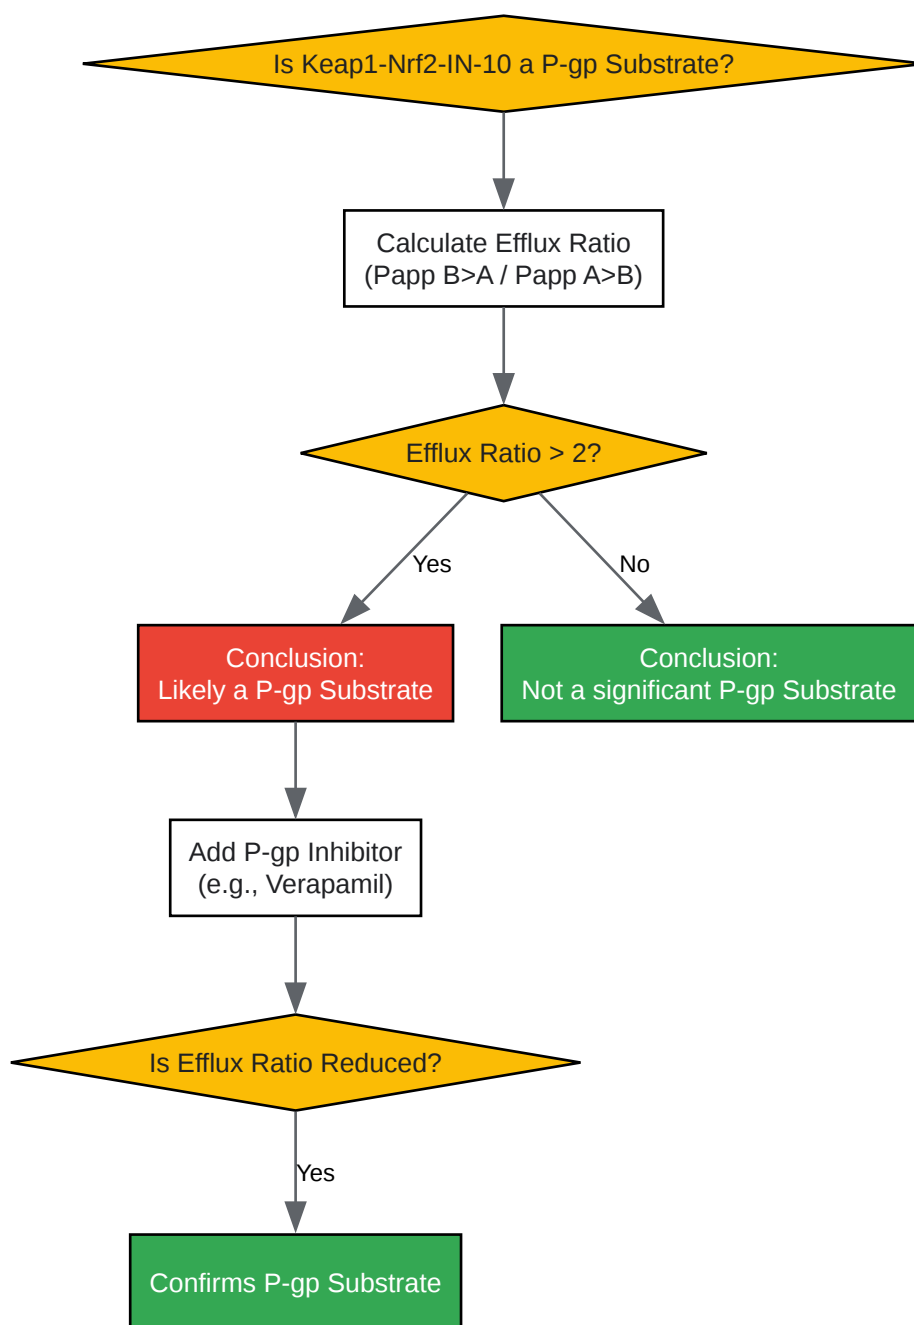 Is Keap1-Nrf2-IN-10 a P-gp Substrate?
Calculate Efflux Ratio
(Papp B>A / Papp A>B)
Efflux Ratio > 2?
Yes
No
Conclusion:
Likely a P-gp Substrate
Conclusion:
Not a significant P-gp Substrate
Add P-gp Inhibitor
(e.g., Verapamil)
Is Efflux Ratio Reduced?
Yes
Confirms P-gp Substrate